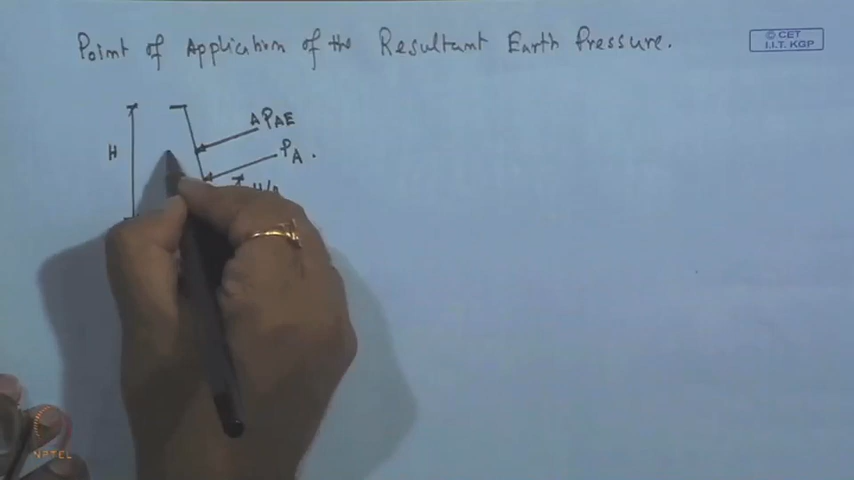 Point of Application of the Resultant Earth Pressure.
© CET
I.I.T. KGP
ΔPAE
H
PA.
NPTEL